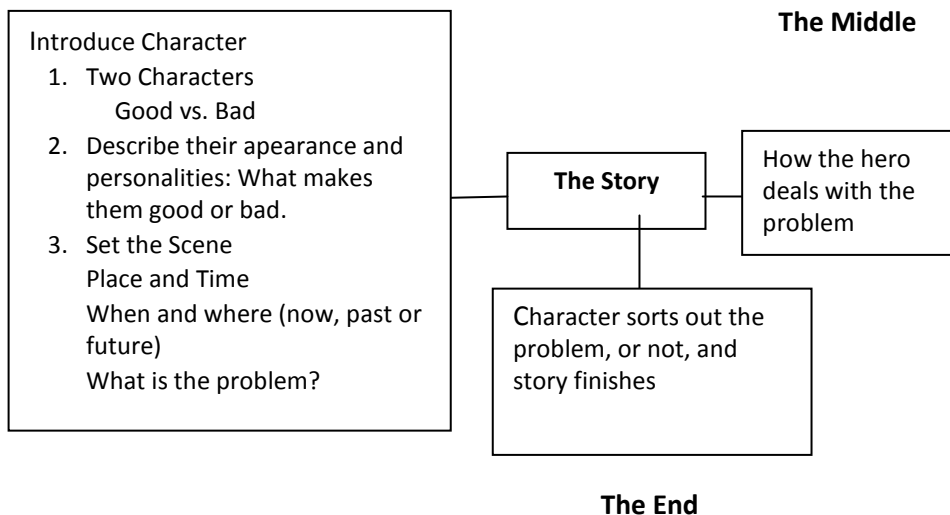 The Middle
Introduce Character
1. Two Characters
Good vs. Bad
2. Describe their apearance and
personalities: What makes
them good or bad.
3. Set the Scene
Place and Time
When and where (now, past or
future)
What is the problem?
The Story
How the hero
deals with the
problem
Character sorts out the
problem, or not, and
story finishes
The End